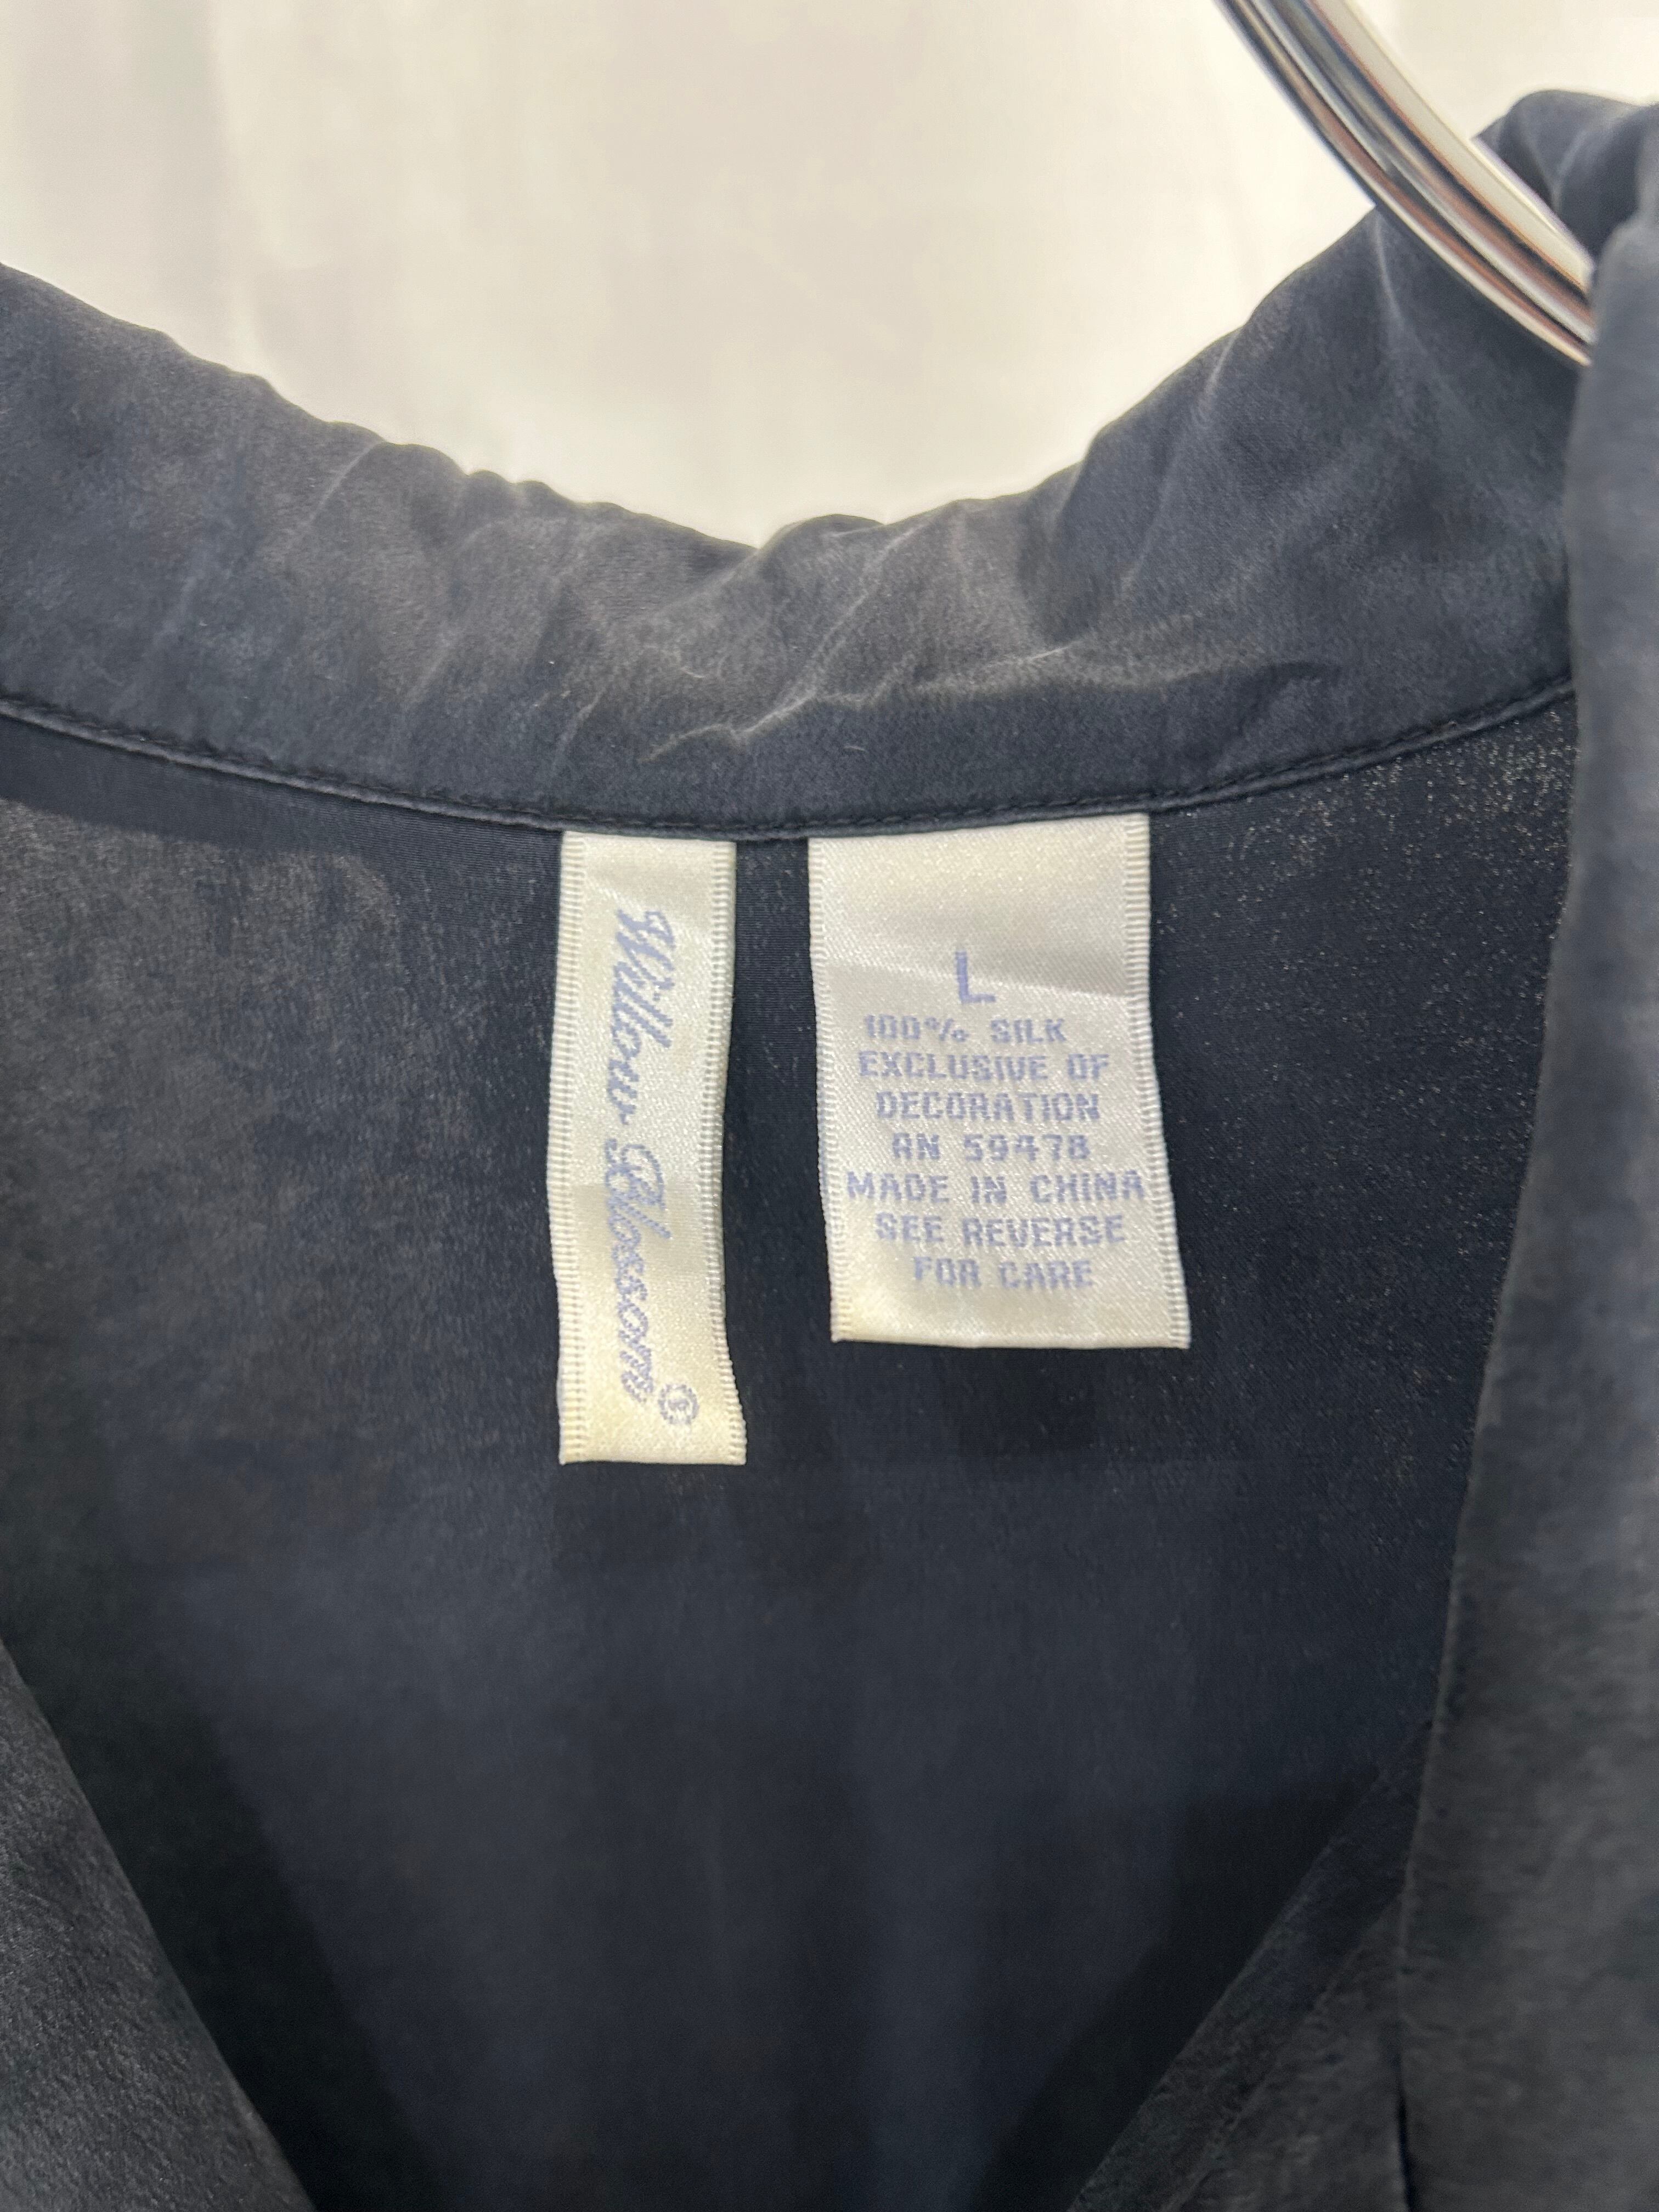 Willow Blossom®
L
100% SILK
EXCLUSIVE OF
DECORATION
RN 59478
MADE IN CHINA
SEE REVERSE
FOR CARE